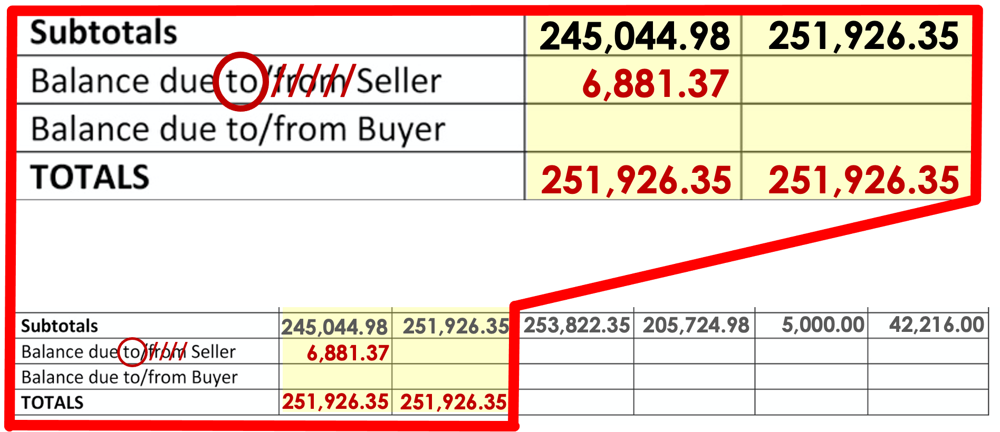 Subtotals 245,044.98 251,926.35
Balance due to/from Seller 6,881.37
Balance due to/from Buyer
TOTALS 251,926.35 251,926.35
Subtotals 245,044.98 251,926.35 253,822.35 205,724.98 5,000.00 42,216.00
Balance due to/from Seller 6,881.37
Balance due to/from Buyer
TOTALS 251,926.35 251,926.35